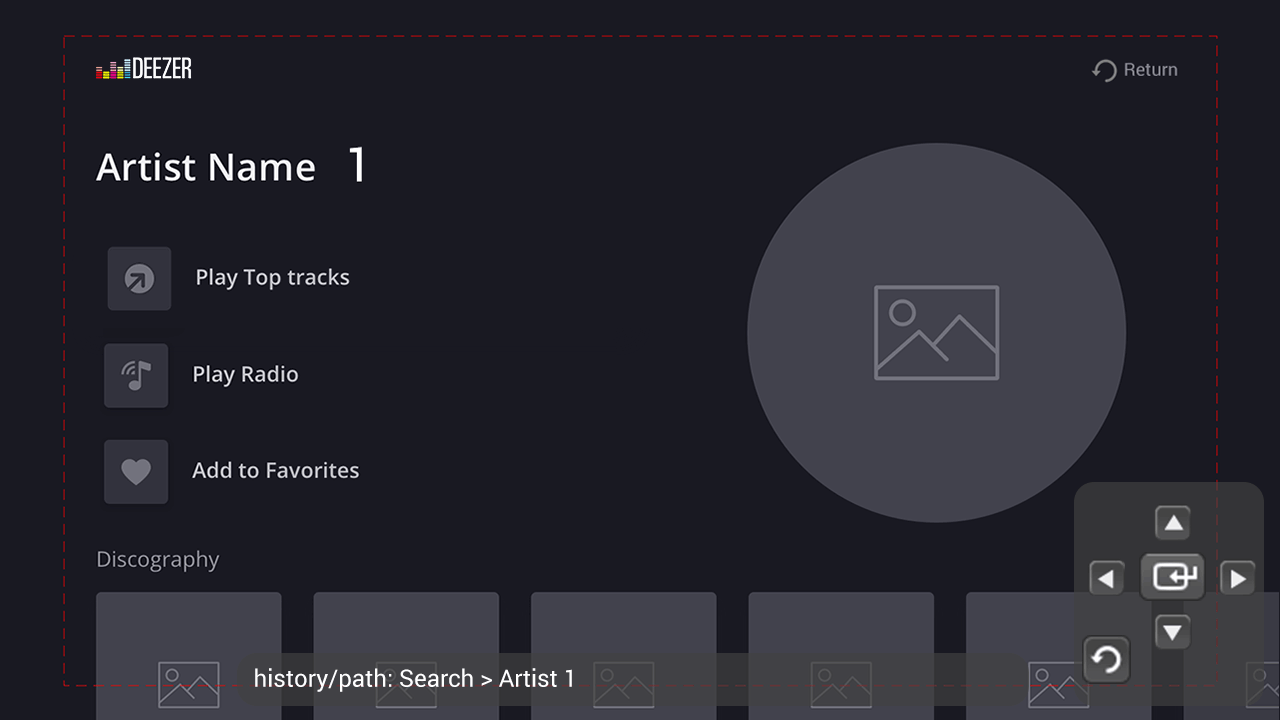 DEEZER
Return
Artist Name 1
Play Top tracks
Play Radio
Add to Favorites
Discography
history/path: Search > Artist 1